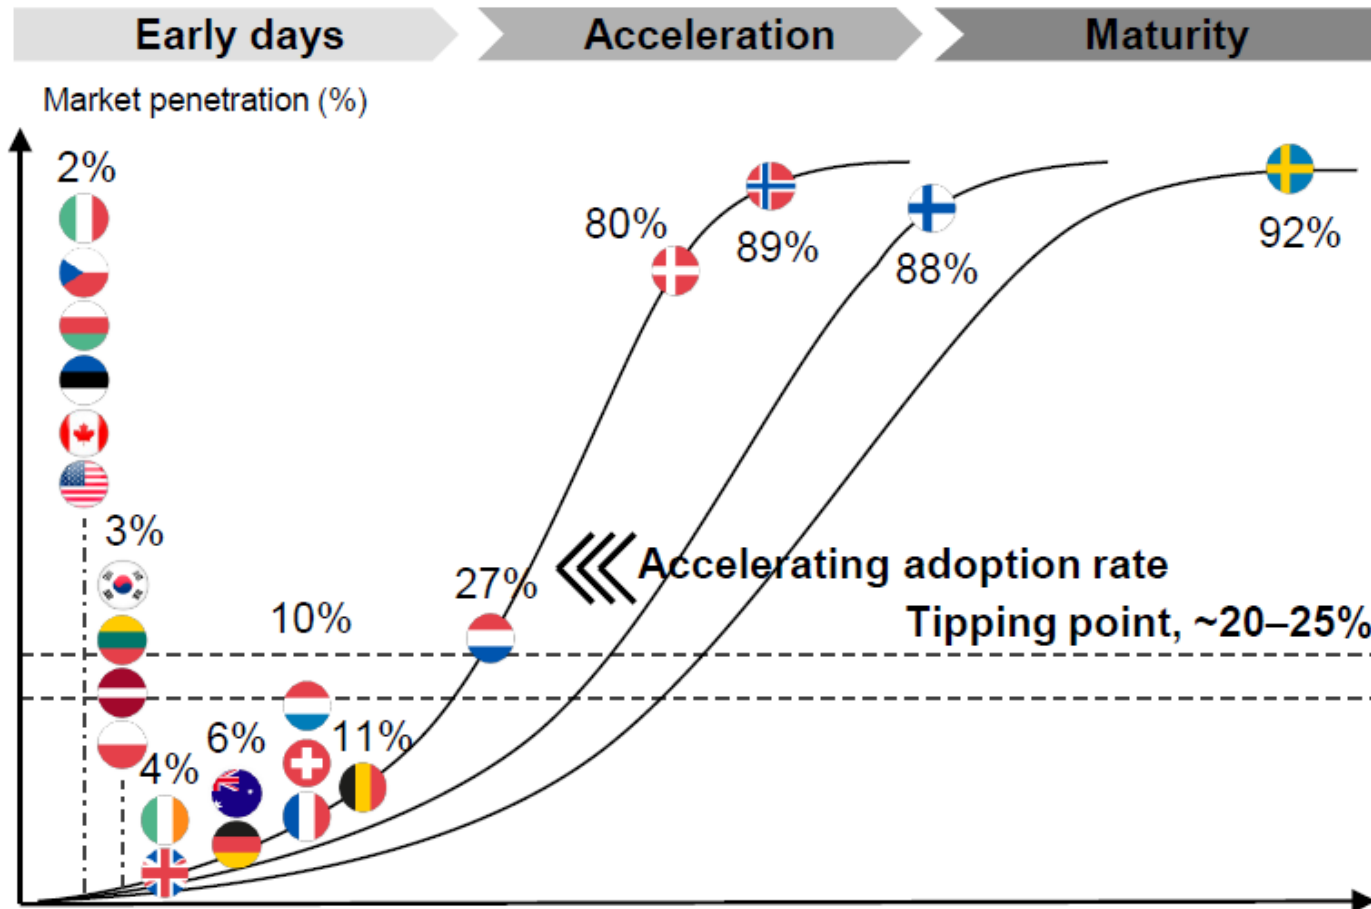 Early days
Acceleration
Maturity
Market penetration (%)
2%
80%
89%
88%
92%
3%
27%
Accelerating adoption rate
10%
Tipping point, ~20–25%
6%
11%
4%